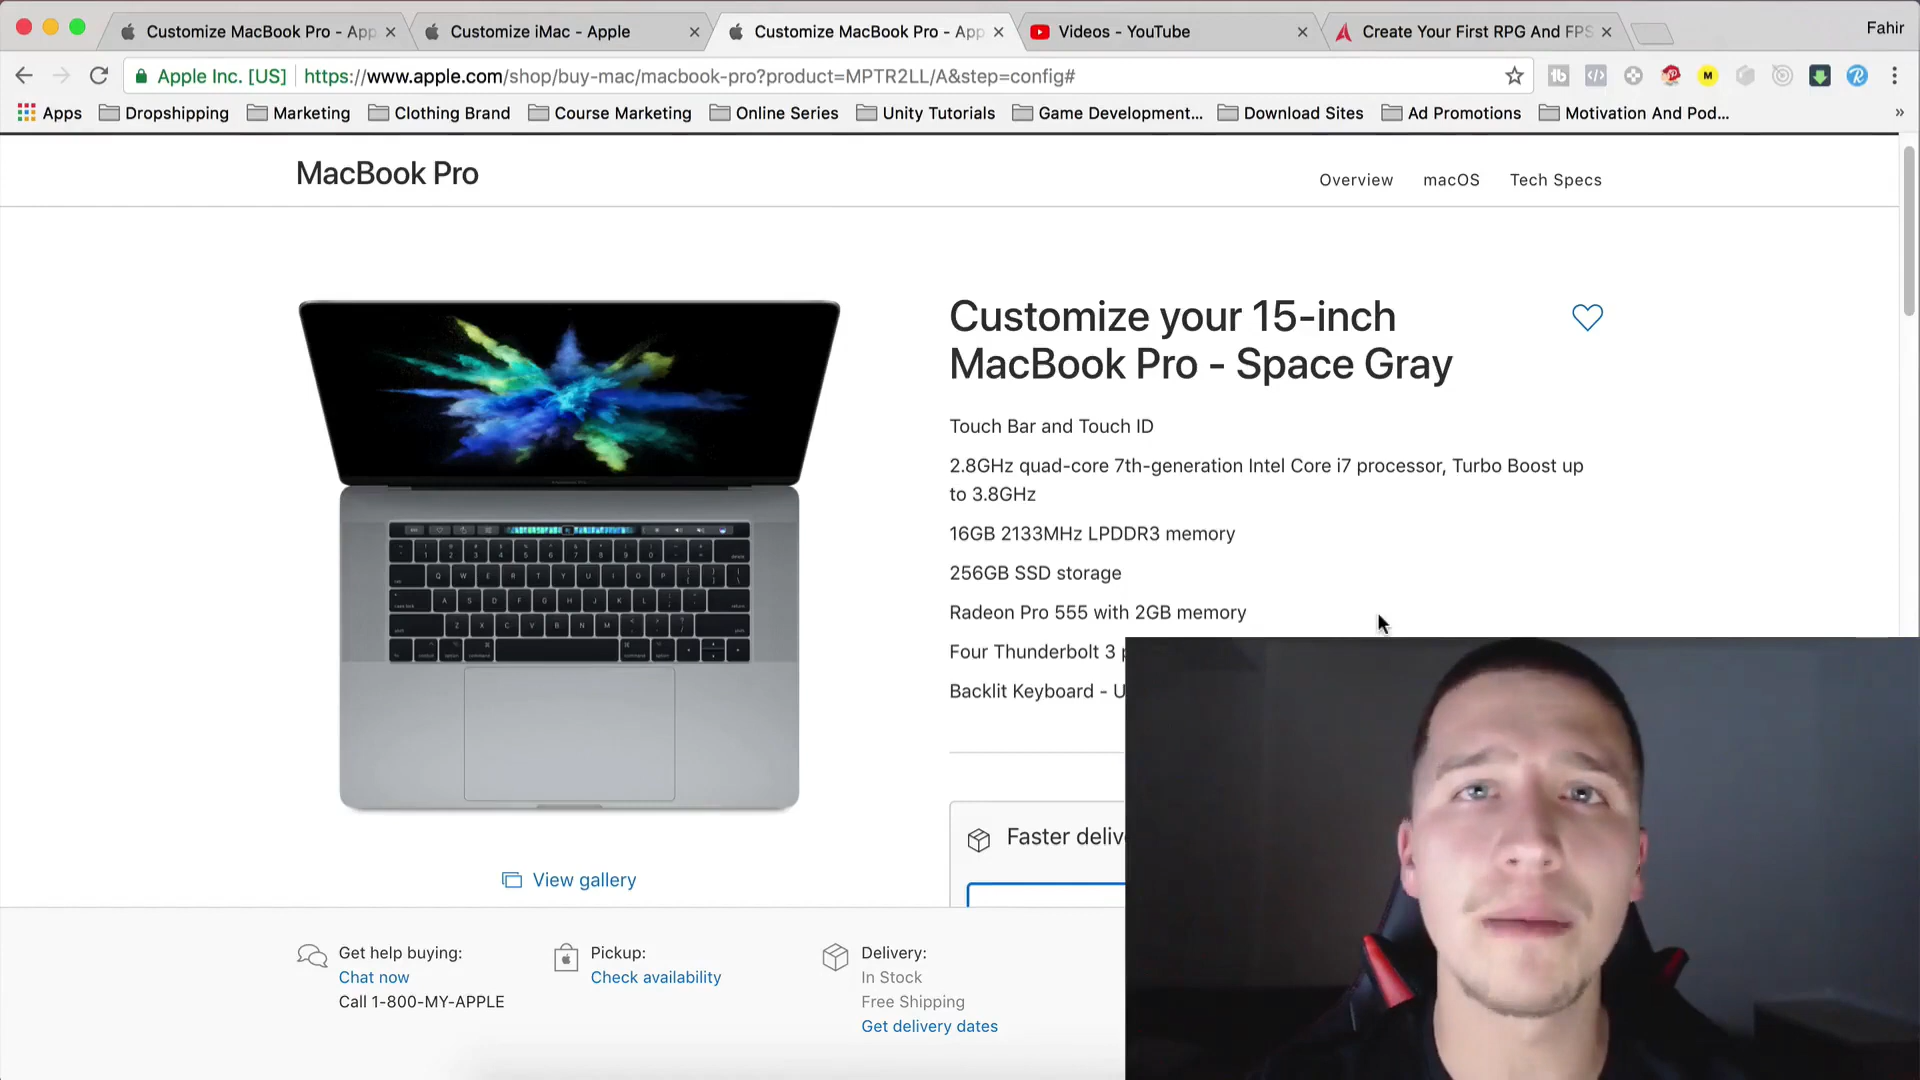 Customize MacBook Pro - App
Customize iMac - Apple
Customize MacBook Pro - App
Videos - YouTube
Create Your First RPG And FPS
Fahir
Apple Inc. [US]
https://www.apple.com/shop/buy-mac/macbook-pro?product=MPTR2LL/A&step=config#
Apps
Dropshipping
Marketing
Clothing Brand
Course Marketing
Online Series
Unity Tutorials
Game Development...
Download Sites
Ad Promotions
Motivation And Pod...
MacBook Pro
Overview
macOS
Tech Specs
Customize your 15-inch
MacBook Pro - Space Gray
Touch Bar and Touch ID
2.8GHz quad-core 7th-generation Intel Core i7 processor, Turbo Boost up
to 3.8GHz
16GB 2133MHz LPDDR3 memory
256GB SSD storage
Radeon Pro 555 with 2GB memory
Four Thunderbolt 3
Backlit Keyboard - U
Faster deliv
View gallery
Get help buying:
Chat now
Call 1-800-MY-APPLE
Pickup:
Check availability
Delivery:
In Stock
Free Shipping
Get delivery dates